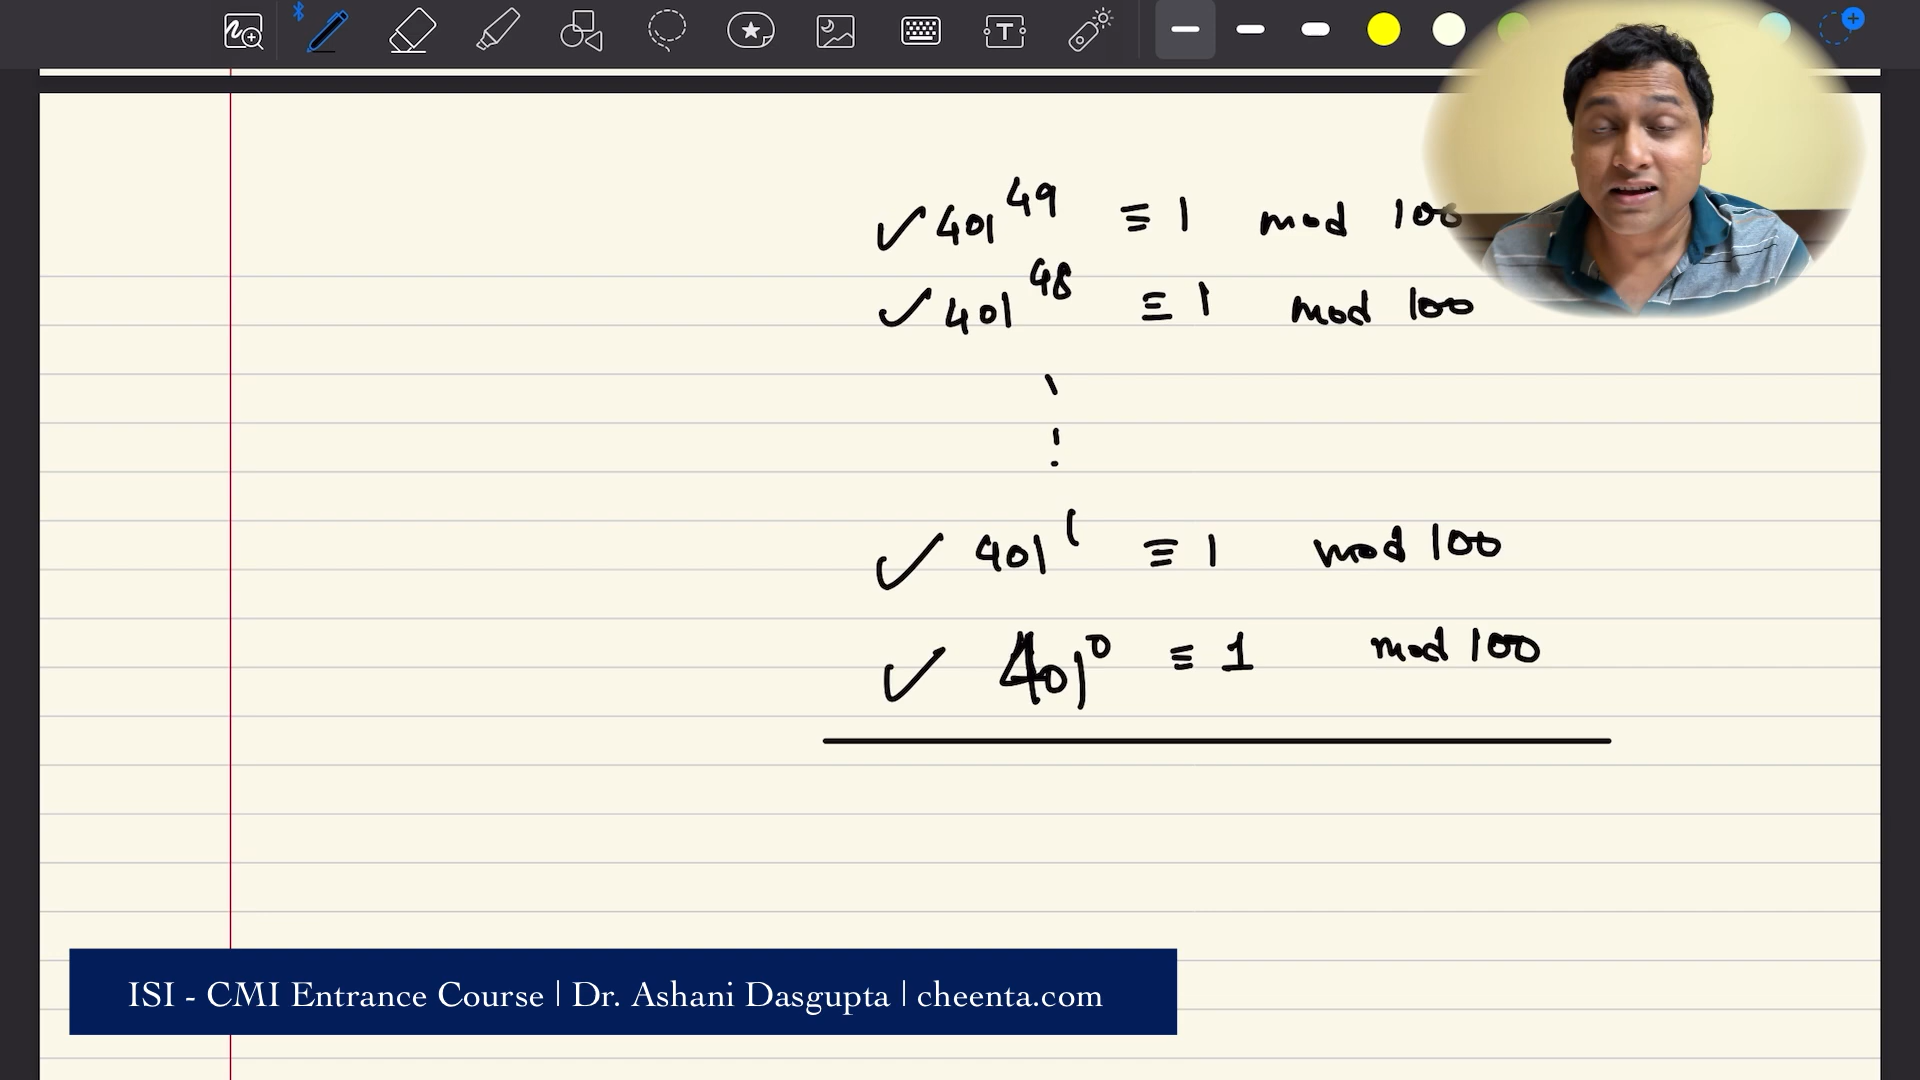 ✓ 401^49 ≡ 1 mod 100
✓ 401^48 ≡ 1 mod 100
✓ 401^1 ≡ 1 mod 100
✓ 401^0 ≡ 1 mod 100
ISI - CMI Entrance Course | Dr. Ashani Dasgupta | cheenta.com